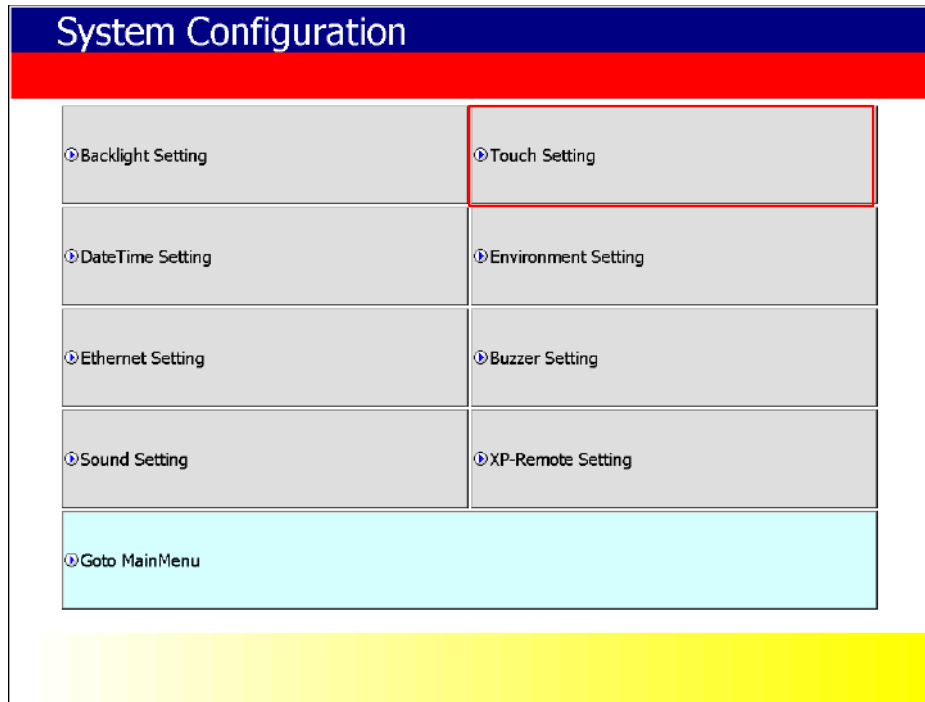 System Configuration
Backlight Setting
Touch Setting
DateTime Setting
Environment Setting
Ethernet Setting
Buzzer Setting
Sound Setting
XP-Remote Setting
Goto MainMenu